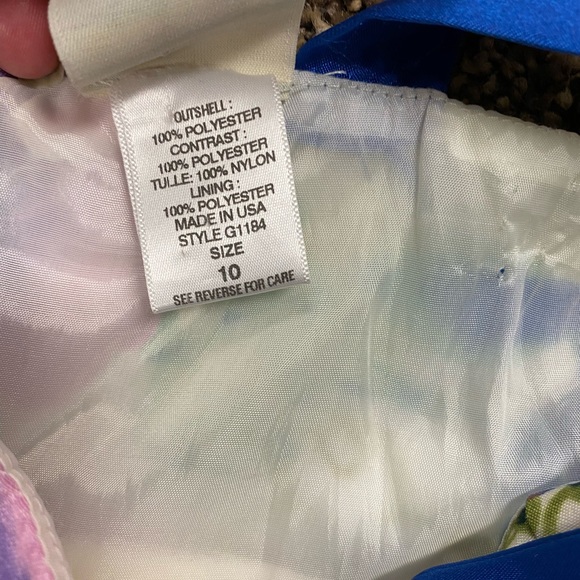 OUTSHELL :
100% POLYESTER
CONTRAST :
100% POLYESTER
TULLE: 100% NYLON
LINING :
100% POLYESTER
MADE IN USA
STYLE G1184
SIZE
10
SEE REVERSE FOR CARE